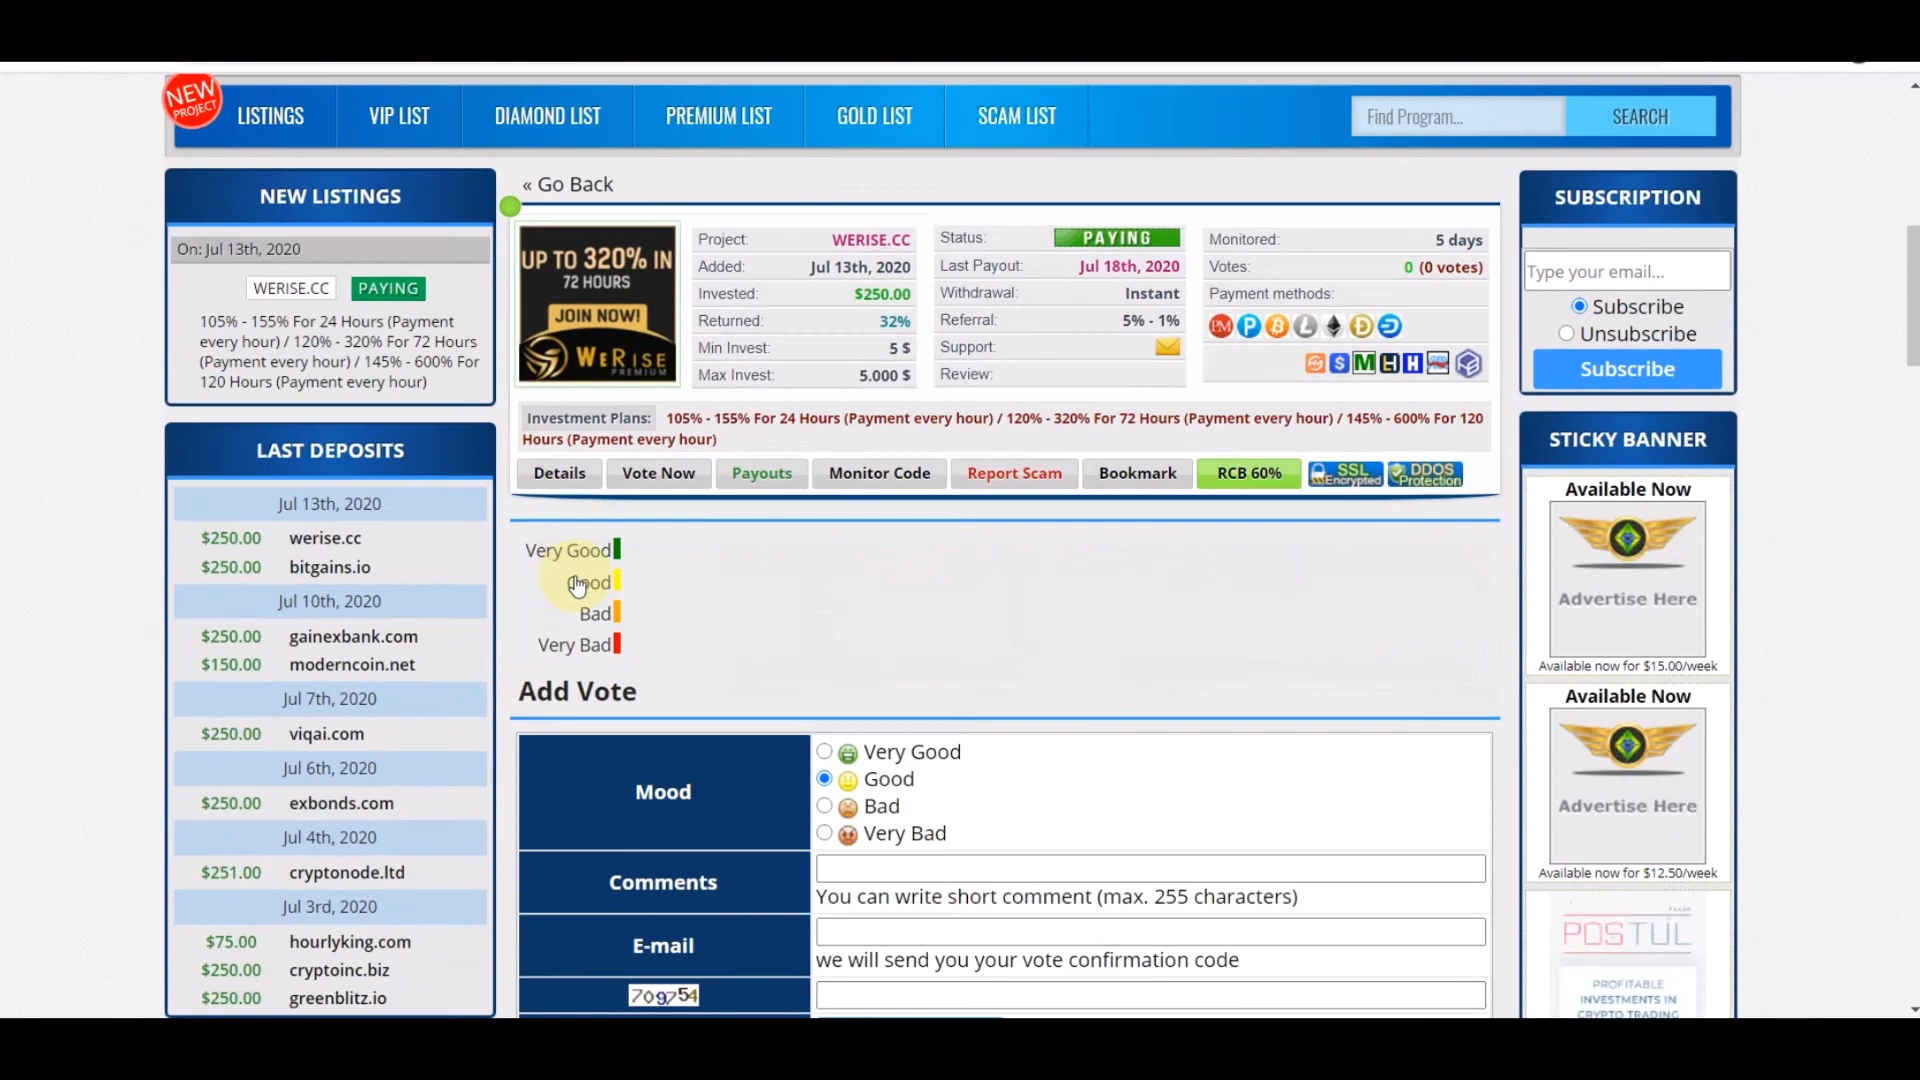 NEW
PROJECT
LISTINGS
VIP LIST
DIAMOND LIST
PREMIUM LIST
GOLD LIST
SCAM LIST
Find Program...
SEARCH
NEW LISTINGS
On: Jul 13th, 2020
WERISE.CC PAYING
105% - 155% For 24 Hours (Payment
every hour) / 120% - 320% For 72 Hours
(Payment every hour) / 145% - 600% For
120 Hours (Payment every hour)
LAST DEPOSITS
Jul 13th, 2020
$250.00 werise.cc
$250.00 bitgains.io
Jul 10th, 2020
$250.00 gainexbank.com
$150.00 moderncoin.net
Jul 7th, 2020
$250.00 viqai.com
Jul 6th, 2020
$250.00 exbonds.com
Jul 4th, 2020
$251.00 cryptonode.ltd
Jul 3rd, 2020
$75.00 hourlyking.com
$250.00 cryptoinc.biz
$250.00 greenblitz.io
« Go Back
UP TO 320% IN
72 HOURS
JOIN NOW!
WERISE
PREMIUM
Project: WERISE.CC
Added: Jul 13th, 2020
Invested: $250.00
Returned: 32%
Min Invest: 5 $
Max Invest: 5.000 $
Status: PAYING
Last Payout: Jul 18th, 2020
Withdrawal: Instant
Referral: 5% - 1%
Support:
Review:
Monitored: 5 days
Votes: 0 (0 votes)
Payment methods:
Investment Plans: 105% - 155% For 24 Hours (Payment every hour) / 120% - 320% For 72 Hours (Payment every hour) / 145% - 600% For 120
Hours (Payment every hour)
Details
Vote Now
Payouts
Monitor Code
Report Scam
Bookmark
RCB 60%
SSL
Encrypted
DDOS
Protection
Very Good
Good
Bad
Very Bad
Add Vote
Mood
Very Good
Good
Bad
Very Bad
Comments
You can write short comment (max. 255 characters)
E-mail
we will send you your vote confirmation code
709754
SUBSCRIPTION
Type your email...
Subscribe
Unsubscribe
Subscribe
STICKY BANNER
Available Now
Advertise Here
Available now for $15.00/week
Available Now
Advertise Here
Available now for $12.50/week
POSTUL
PROFITABLE
INVESTMENTS IN
CRYPTO TRADING